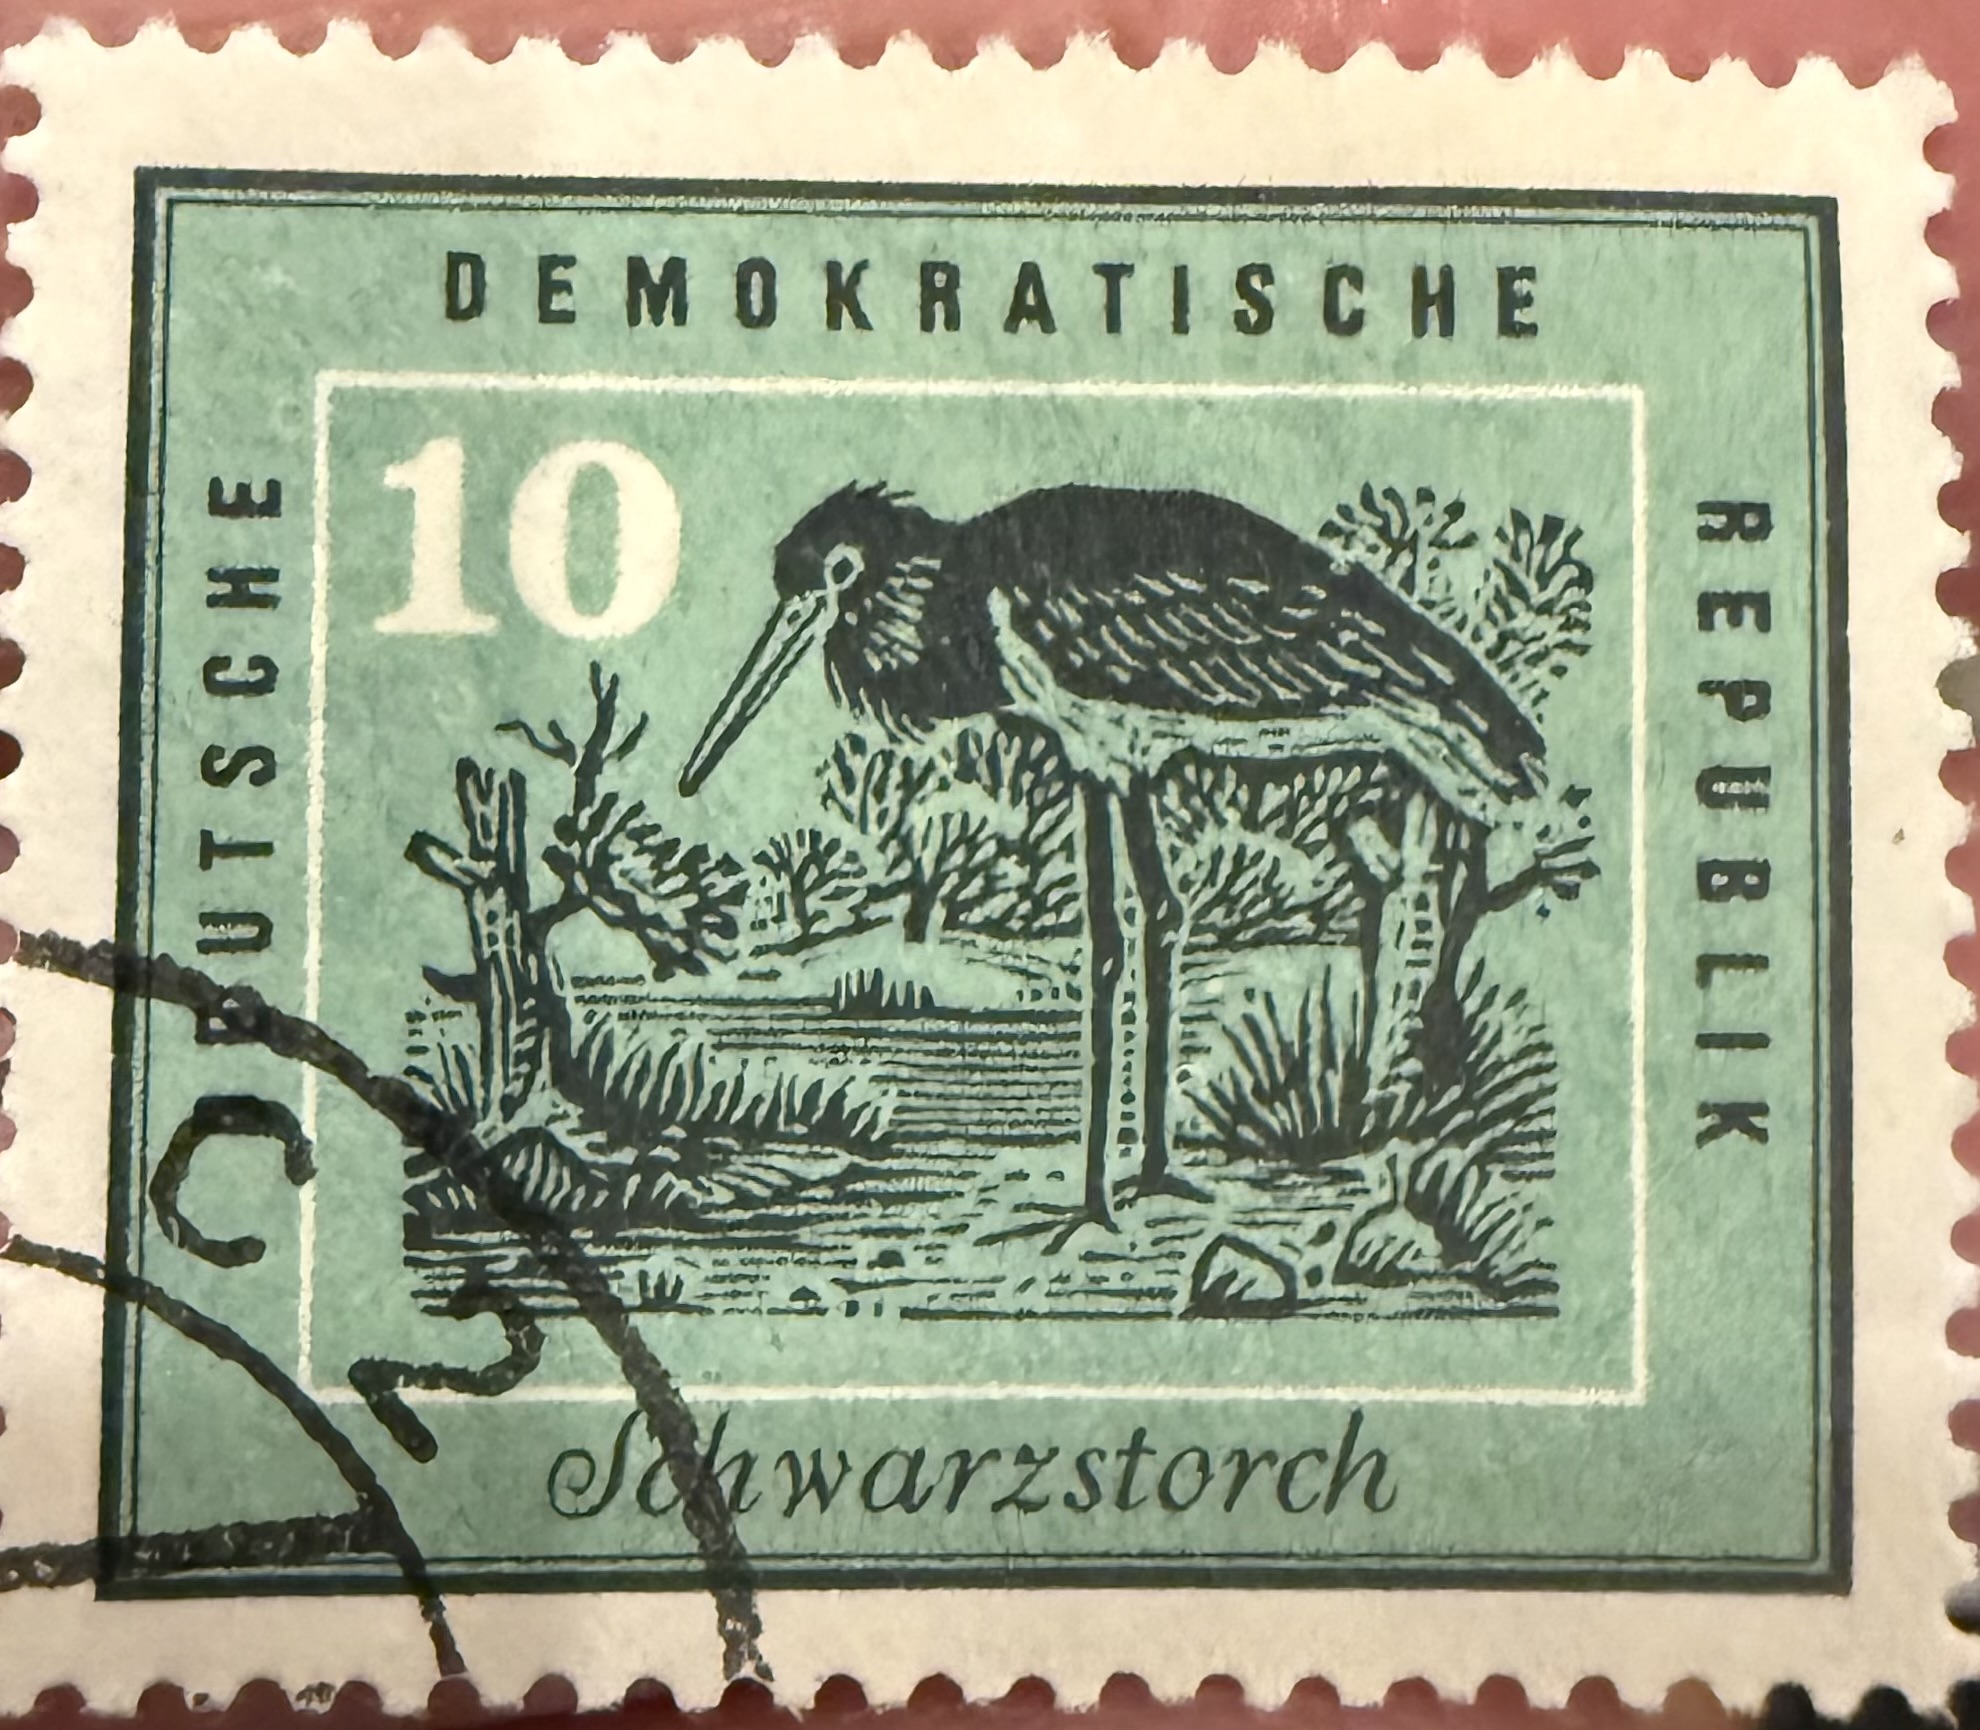 DEUTSCHE
DEMOKRATISCHE
REPUBLIK
10
Schwarzstorch